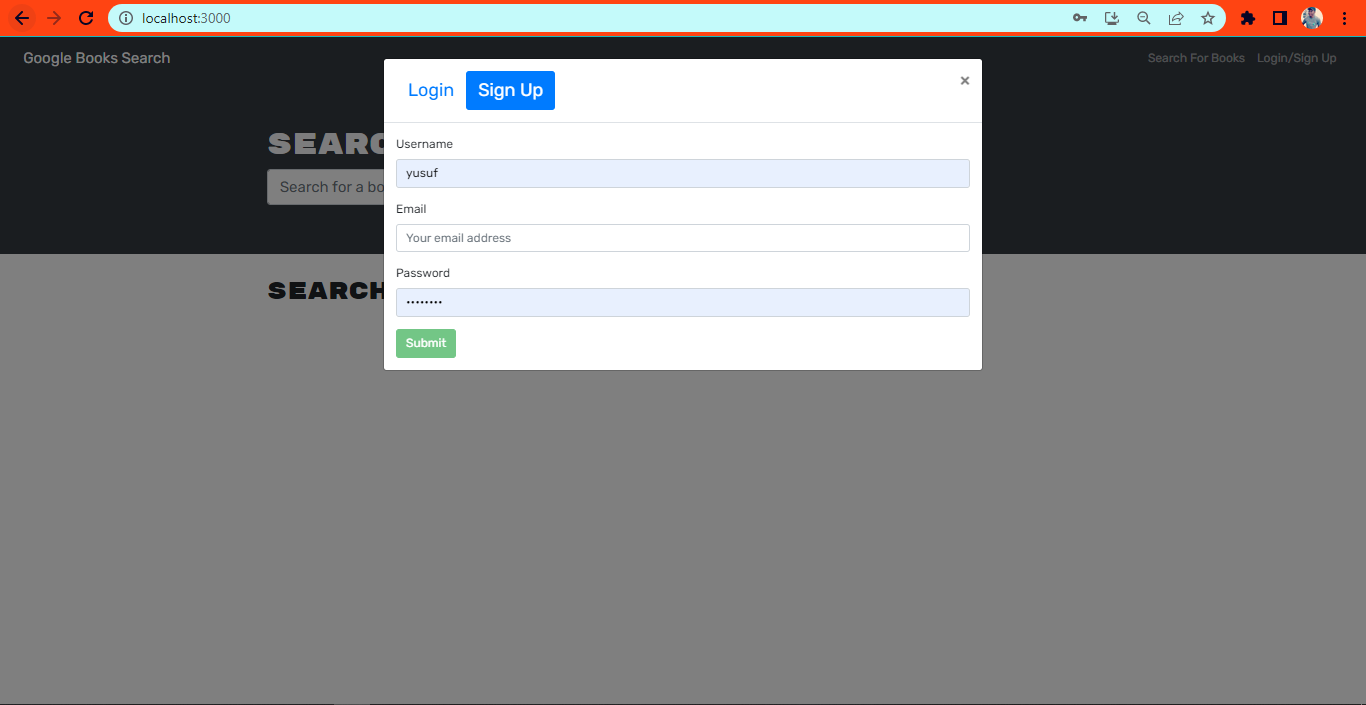 localhost:3000
Google Books Search
Search For Books Login/Sign Up
Login Sign Up ×
SEARC
Username
Search for a bo
yusuf
Email
Your email address
Password
SEARCH
••••••••
Submit